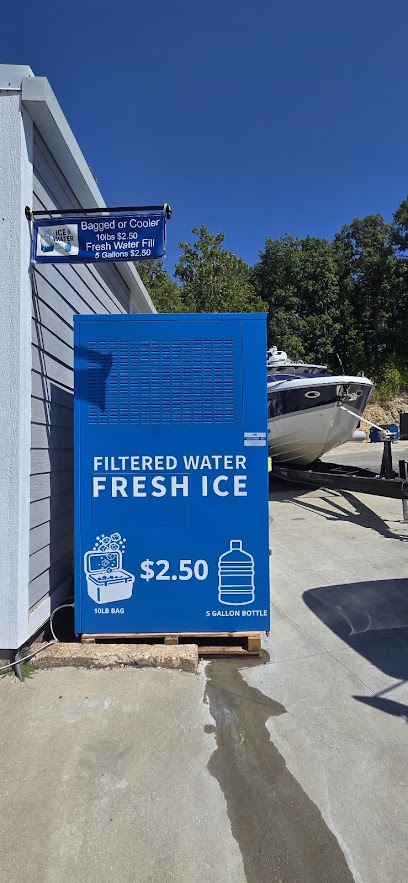 ICE &
WATER
Bagged or Cooler
10lbs $2.50
Fresh Water Fill
5 Gallons $2.50
FILTERED WATER
FRESH ICE
$2.50
10LB BAG
5 GALLON BOTTLE